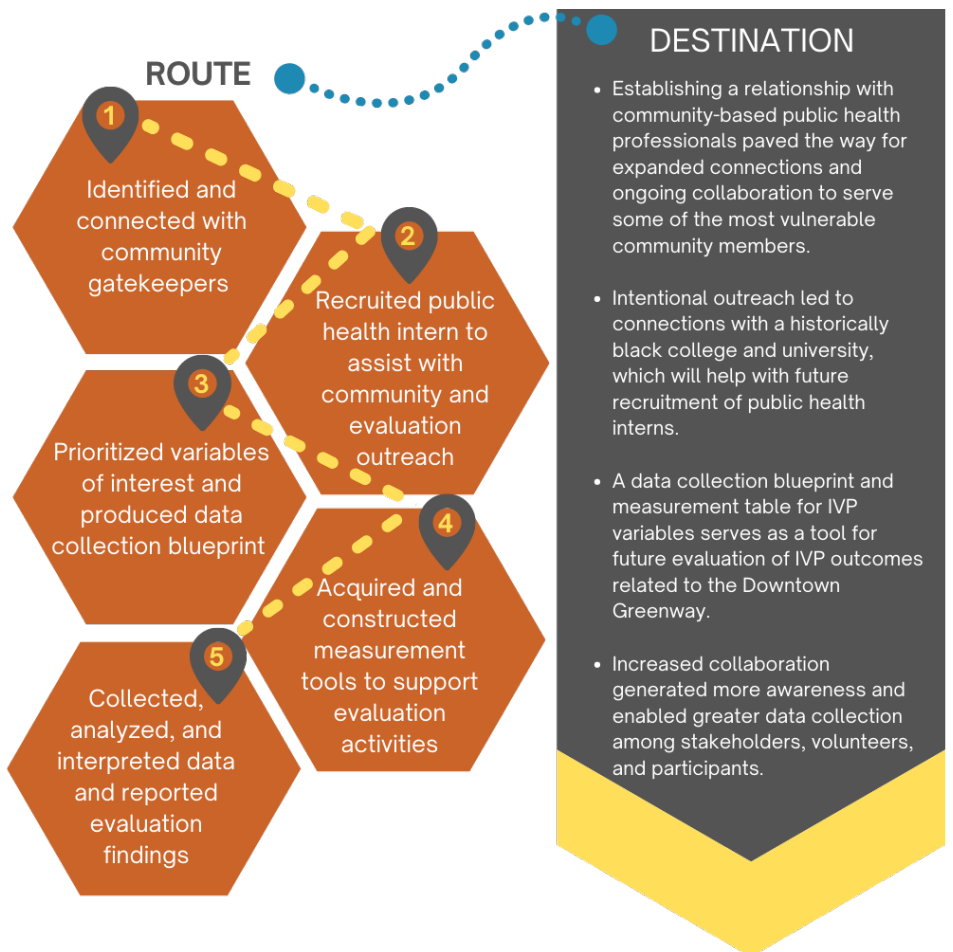 ROUTE
1
Identified and
connected with
community
gatekeepers
2
Recruited public
health intern to
assist with
community and
evaluation
outreach
3
Prioritized variables
of interest and
produced data
collection blueprint
4
Acquired and
constructed
measurement
tools to support
evaluation
activities
5
Collected,
analyzed, and
interpreted data
and reported
evaluation
findings
DESTINATION
• Establishing a relationship with
community-based public health
professionals paved the way for
expanded connections and
ongoing collaboration to serve
some of the most vulnerable
community members.
• Intentional outreach led to
connections with a historically
black college and university,
which will help with future
recruitment of public health
interns.
• A data collection blueprint and
measurement table for IVP
variables serves as a tool for
future evaluation of IVP outcomes
related to the Downtown
Greenway.
• Increased collaboration
generated more awareness and
enabled greater data collection
among stakeholders, volunteers,
and participants.